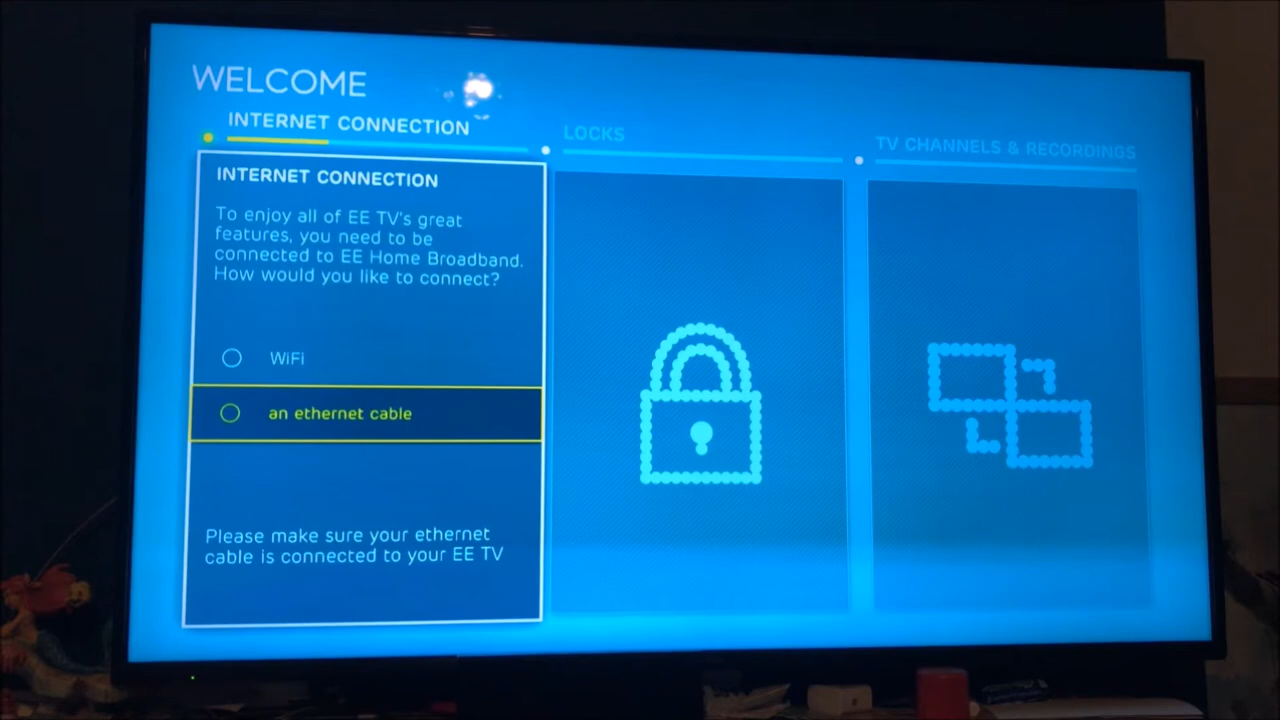 WELCOME
INTERNET CONNECTION
LOCKS
TV CHANNELS & RECORDINGS
INTERNET CONNECTION
To enjoy all of EE TV's great
features, you need to be
connected to EE Home Broadband.
How would you like to connect?
WiFi
an ethernet cable
Please make sure your ethernet
cable is connected to your EE TV